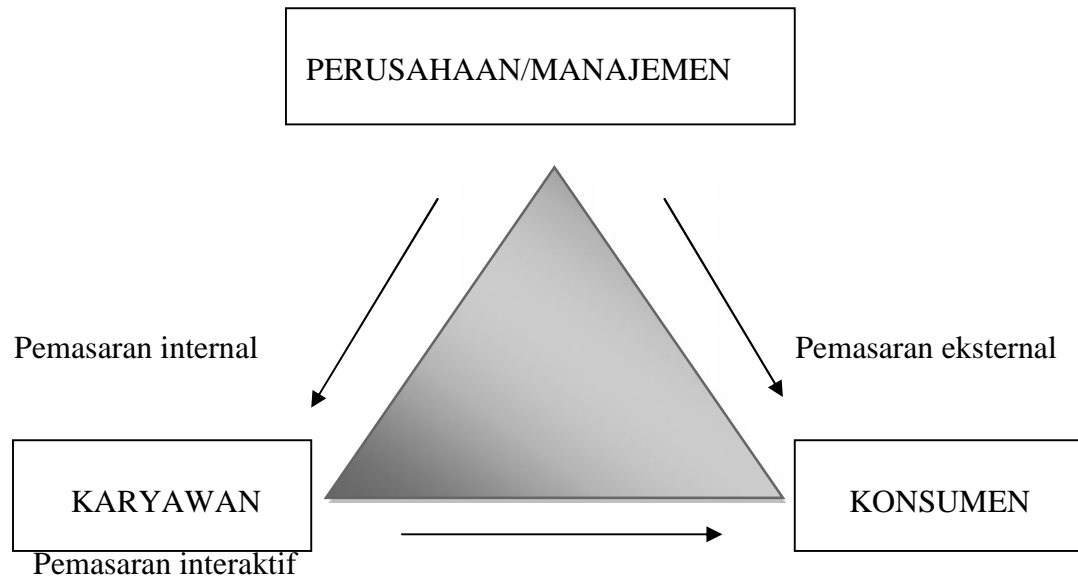 PERUSAHAAN/MANAJEMEN
Pemasaran internal
Pemasaran eksternal
KARYAWAN
KONSUMEN
Pemasaran interaktif